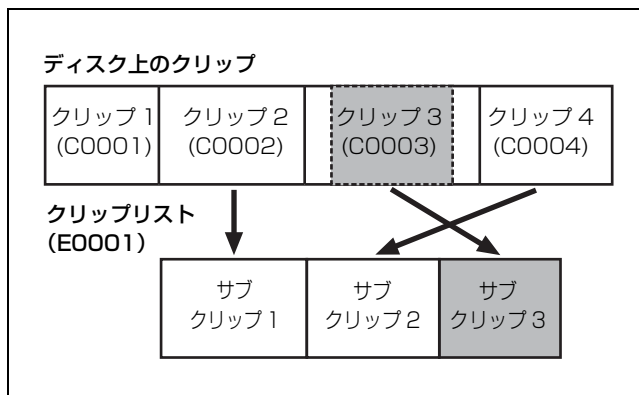 ディスク上のクリップ
クリップ1
(C0001)
クリップ2
(C0002)
クリップ3
(C0003)
クリップ4
(C0004)
クリップリスト
(E0001)
サブ
クリップ1
サブ
クリップ2
サブ
クリップ3